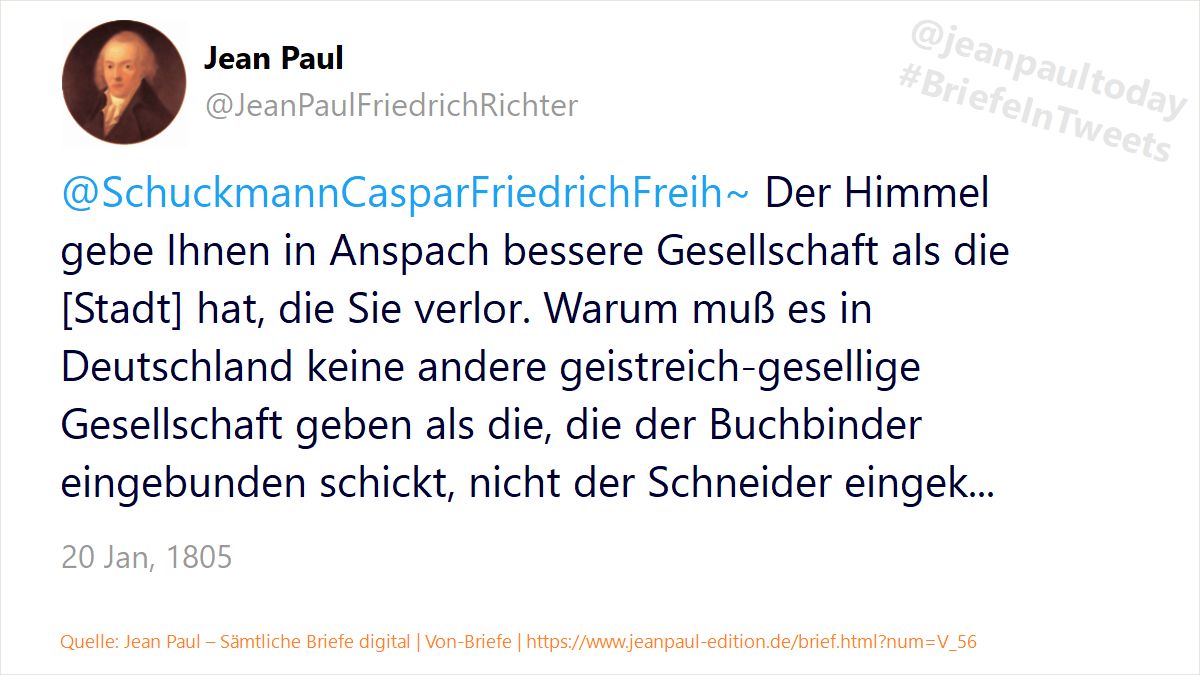 Jean Paul
@JeanPaulFriedrichRichter
@jeanpaultoday
#BriefeInTweets
@SchuckmannCasparFriedrichFreih~ Der Himmel
gebe Ihnen in Anspach bessere Gesellschaft als die
[Stadt] hat, die Sie verlor. Warum muß es in
Deutschland keine andere geistreich-gesellige
Gesellschaft geben als die, die der Buchbinder
eingebunden schickt, nicht der Schneider eingek...
20 Jan, 1805
Quelle: Jean Paul – Sämtliche Briefe digital | Von-Briefe | https://www.jeanpaul-edition.de/brief.html?num=V_56